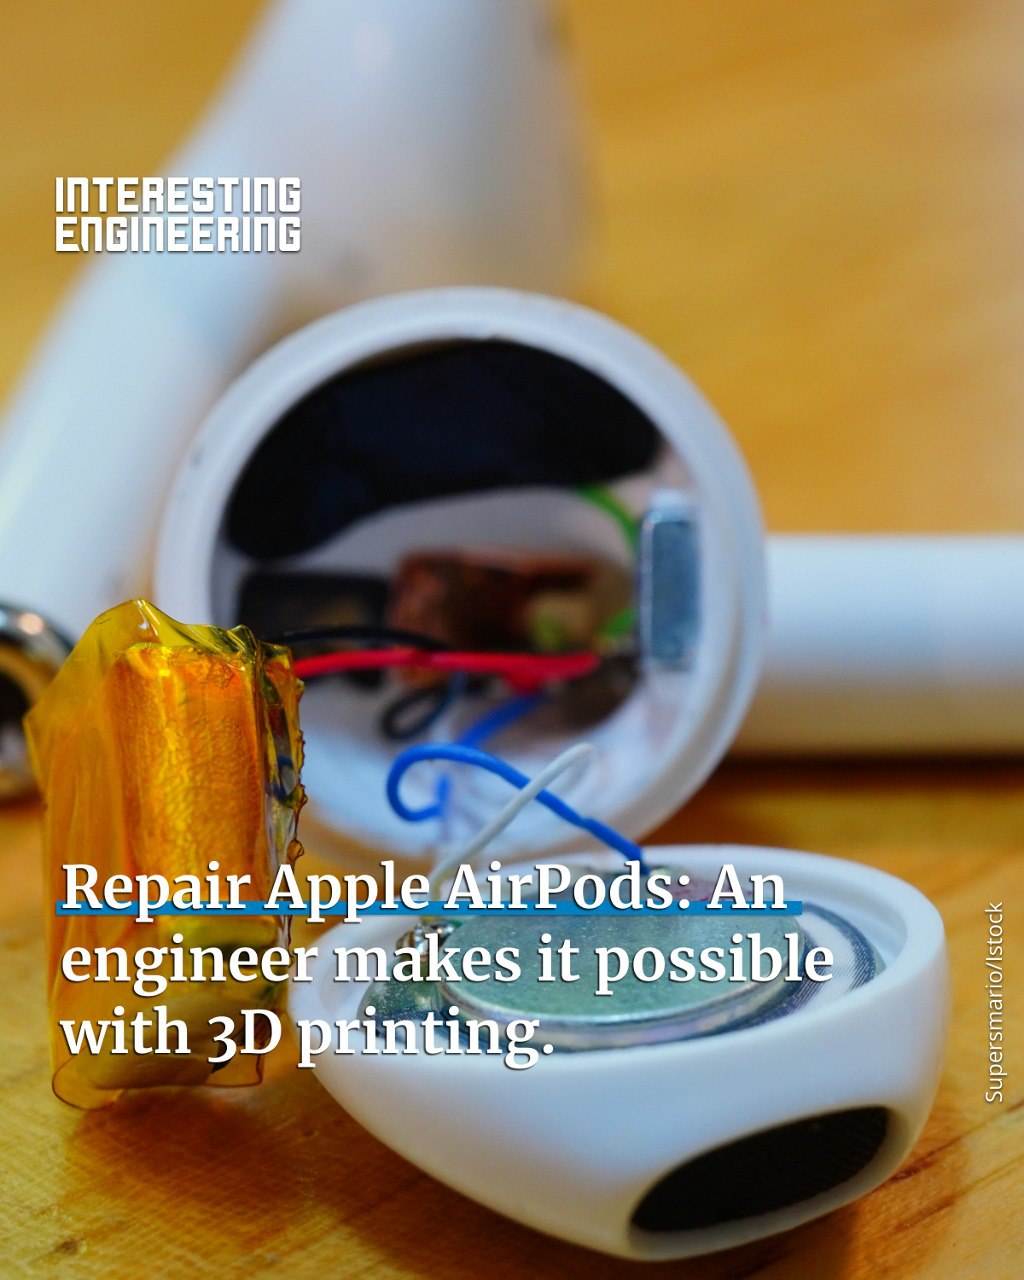 INTERESTING
ENGINEERING
Repair Apple AirPods: An
engineer makes it possible
with 3D printing.
Supersmario/Istock